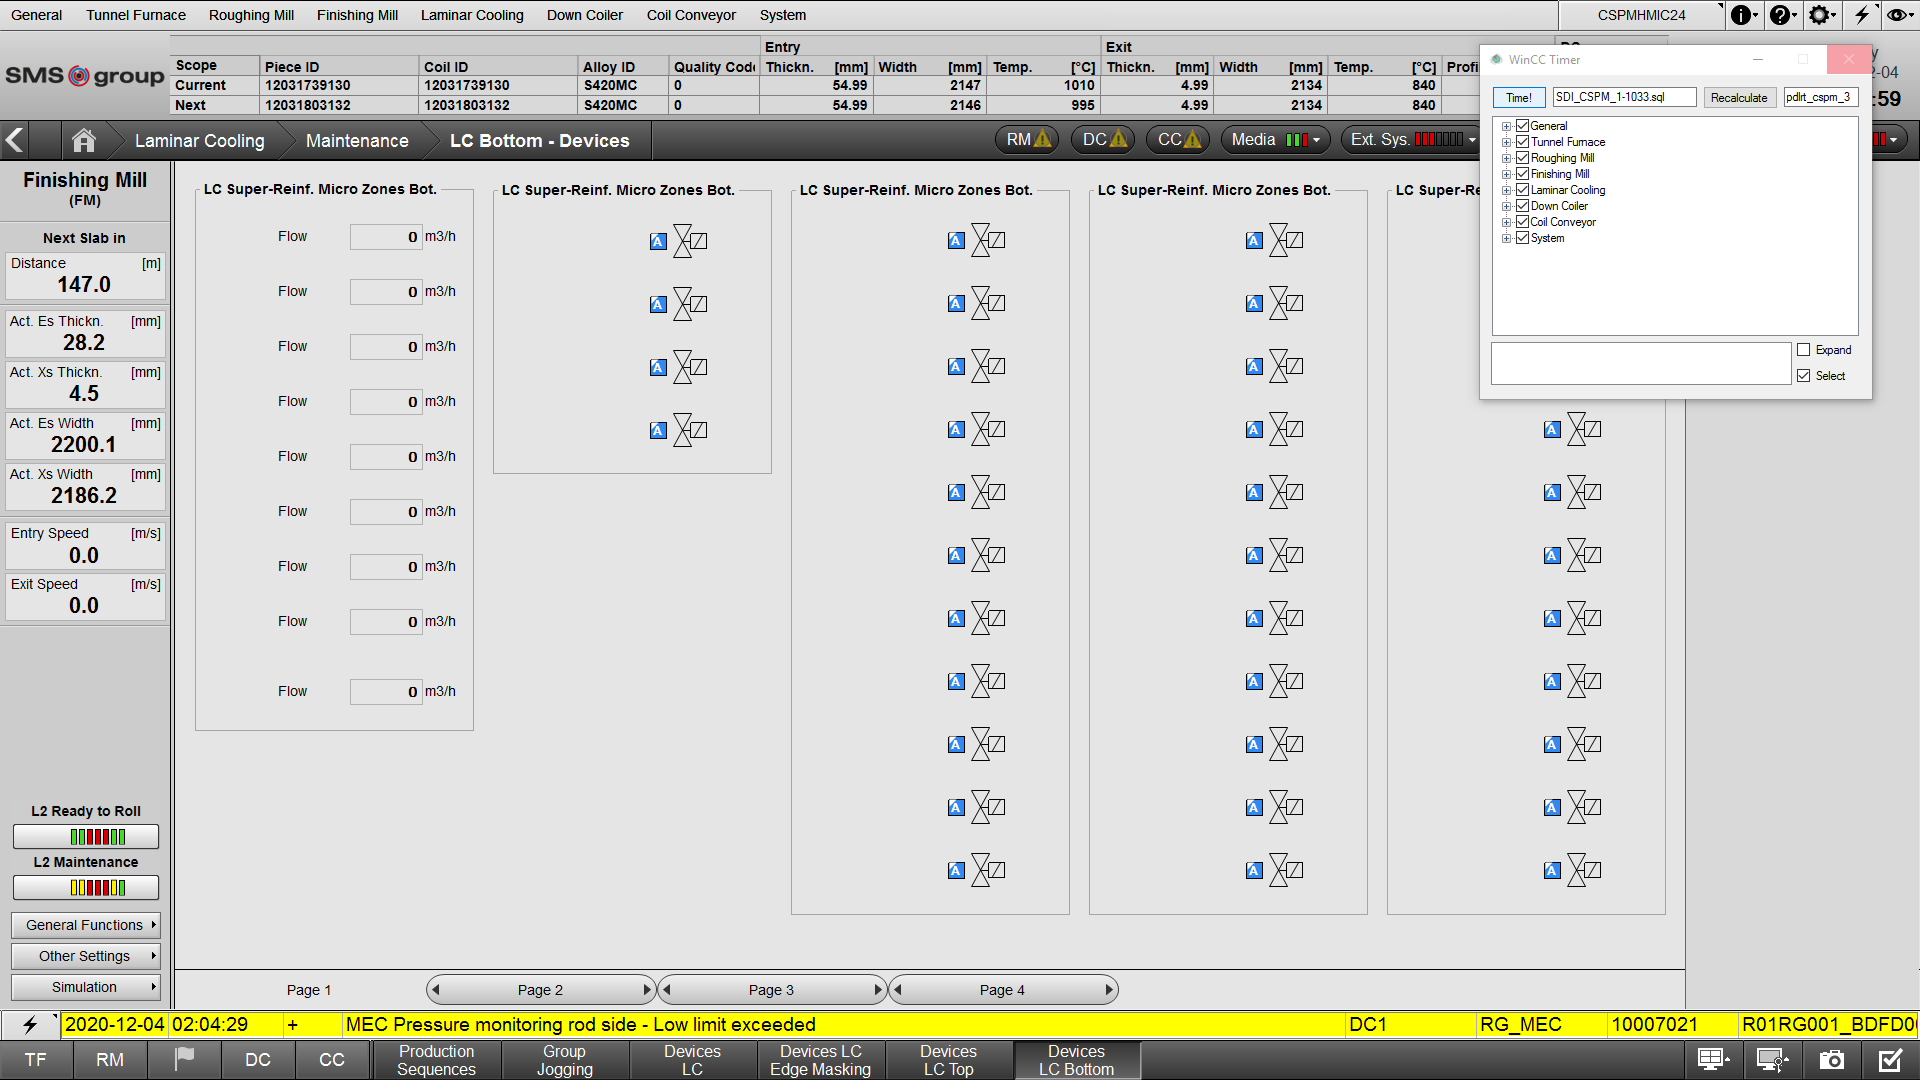 General Tunnel Furnace Roughing Mill Finishing Mill Laminar Cooling Down Coiler Coil Conveyor System CSPMHMIC24
SMS group
Entry Exit
Scope Piece ID Coil ID Alloy ID Quality Code Thickn. [mm] Width [mm] Temp. [°C] Thickn. [mm] Width [mm] Temp. [°C]
Current 12031739130 12031739130 S420MC 0 54.99 2147 1010 4.99 2134 840
Next 12031803132 12031803132 S420MC 0 54.99 2146 995 4.99 2134 840
-04
:59
Laminar Cooling Maintenance LC Bottom - Devices RM DC CC Media Ext. Sys.
WinCC Timer
Time! SDI_CSPM_1-1033.sql Recalculate pdlrt_cspm_3
General
Tunnel Furnace
Roughing Mill
Finishing Mill
Laminar Cooling
Down Coiler
Coil Conveyor
System
Expand
Select
Finishing Mill
(FM)
Next Slab in
Distance [m]
147.0
Act. Es Thickn. [mm]
28.2
Act. Xs Thickn. [mm]
4.5
Act. Es Width [mm]
2200.1
Act. Xs Width [mm]
2186.2
Entry Speed [m/s]
0.0
Exit Speed [m/s]
0.0
L2 Ready to Roll
L2 Maintenance
General Functions
Other Settings
Simulation
LC Super-Reinf. Micro Zones Bot.
Flow 0 m3/h
Flow 0 m3/h
Flow 0 m3/h
Flow 0 m3/h
Flow 0 m3/h
Flow 0 m3/h
Flow 0 m3/h
Flow 0 m3/h
Flow 0 m3/h
LC Super-Reinf. Micro Zones Bot.
A
A
A
A
LC Super-Reinf. Micro Zones Bot.
A
A
A
A
A
A
A
A
A
A
A
LC Super-Reinf. Micro Zones Bot.
A
A
A
A
A
A
A
A
A
A
A
LC Super-Re
A
A
A
A
A
A
A
A
Page 1 Page 2 Page 3 Page 4
2020-12-04 02:04:29 + MEC Pressure monitoring rod side - Low limit exceeded DC1 RG_MEC 10007021 R01RG001_BDFD0
TF RM DC CC
Production Sequences
Group Jogging
Devices LC
Devices LC Edge Masking
Devices LC Top
Devices LC Bottom